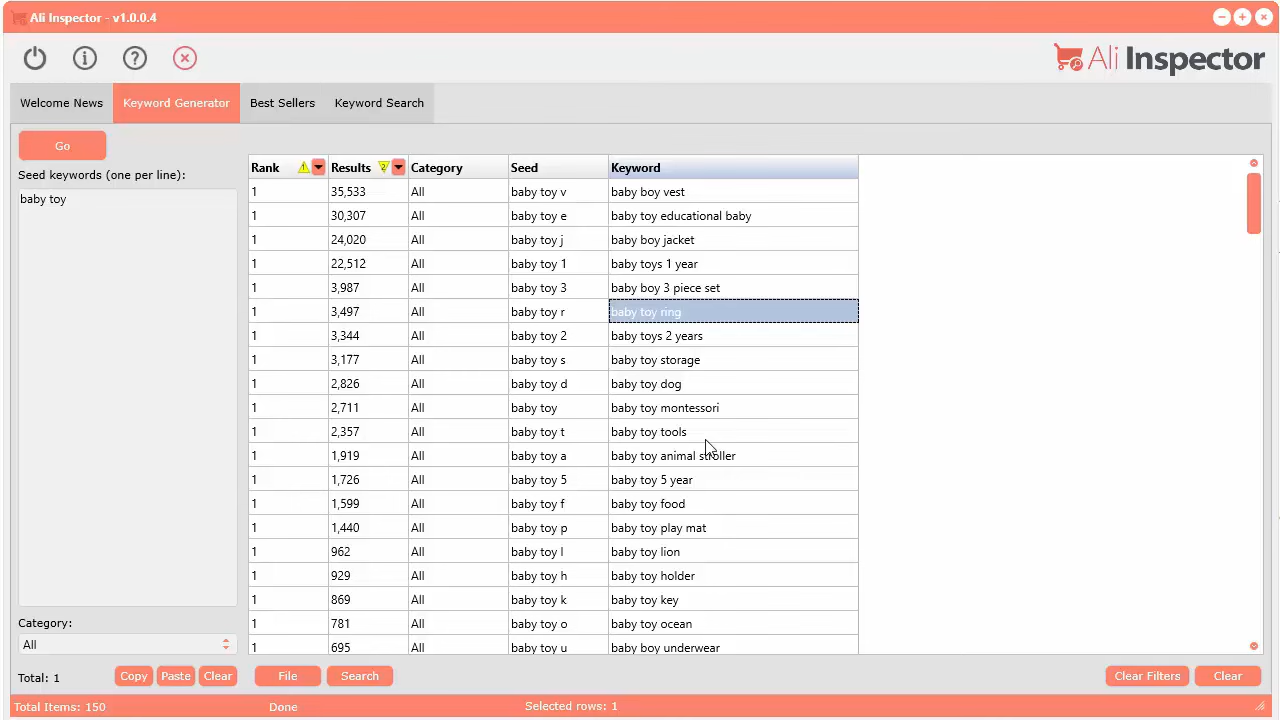 Ali Inspector - v1.0.0.4
Ali Inspector
Welcome News Keyword Generator Best Sellers Keyword Search
Go
Seed keywords (one per line):
baby toy
Rank Results Category Seed Keyword
1 35,533 All baby toy v baby boy vest
1 30,307 All baby toy e baby toy educational baby
1 24,020 All baby toy j baby boy jacket
1 22,512 All baby toy 1 baby toys 1 year
1 3,987 All baby toy 3 baby boy 3 piece set
1 3,497 All baby toy r baby toy ring
1 3,344 All baby toy 2 baby toys 2 years
1 3,177 All baby toy s baby toy storage
1 2,826 All baby toy d baby toy dog
1 2,711 All baby toy baby toy montessori
1 2,357 All baby toy t baby toy tools
1 1,919 All baby toy a baby toy animal stroller
1 1,726 All baby toy 5 baby toy 5 year
1 1,599 All baby toy f baby toy food
1 1,440 All baby toy p baby toy play mat
1 962 All baby toy l baby toy lion
1 929 All baby toy h baby toy holder
1 869 All baby toy k baby toy key
1 781 All baby toy o baby toy ocean
1 695 All baby toy u baby boy underwear
Category:
All
Total: 1 Copy Paste Clear File Search Clear Filters Clear
Total Items: 150 Done Selected rows: 1